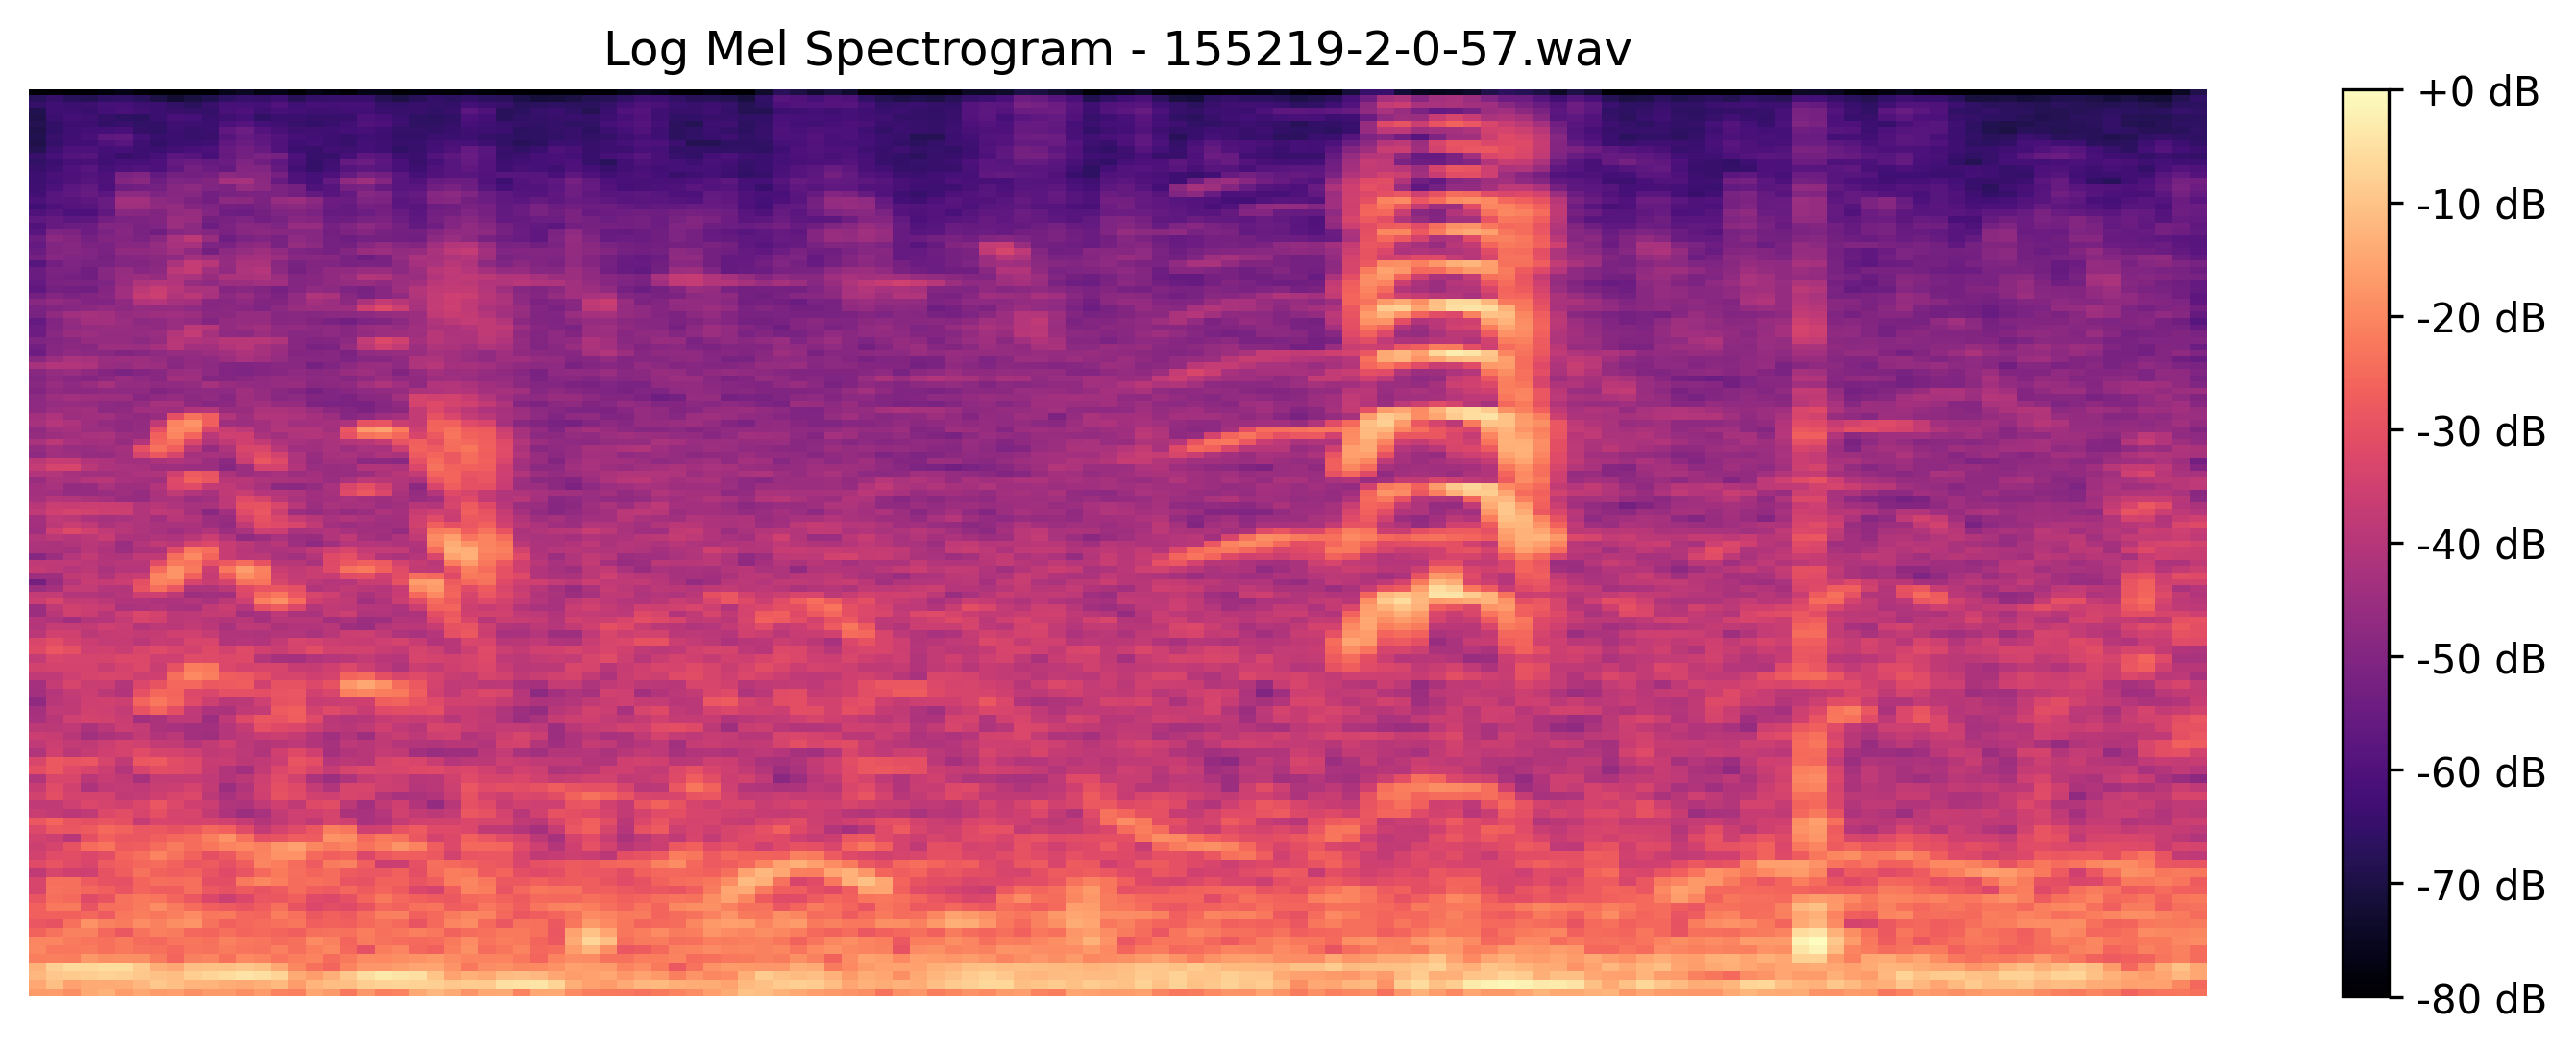 Log Mel Spectrogram - 155219-2-0-57.wav
+0 dB
-10 dB
-20 dB
-30 dB
-40 dB
-50 dB
-60 dB
-70 dB
-80 dB